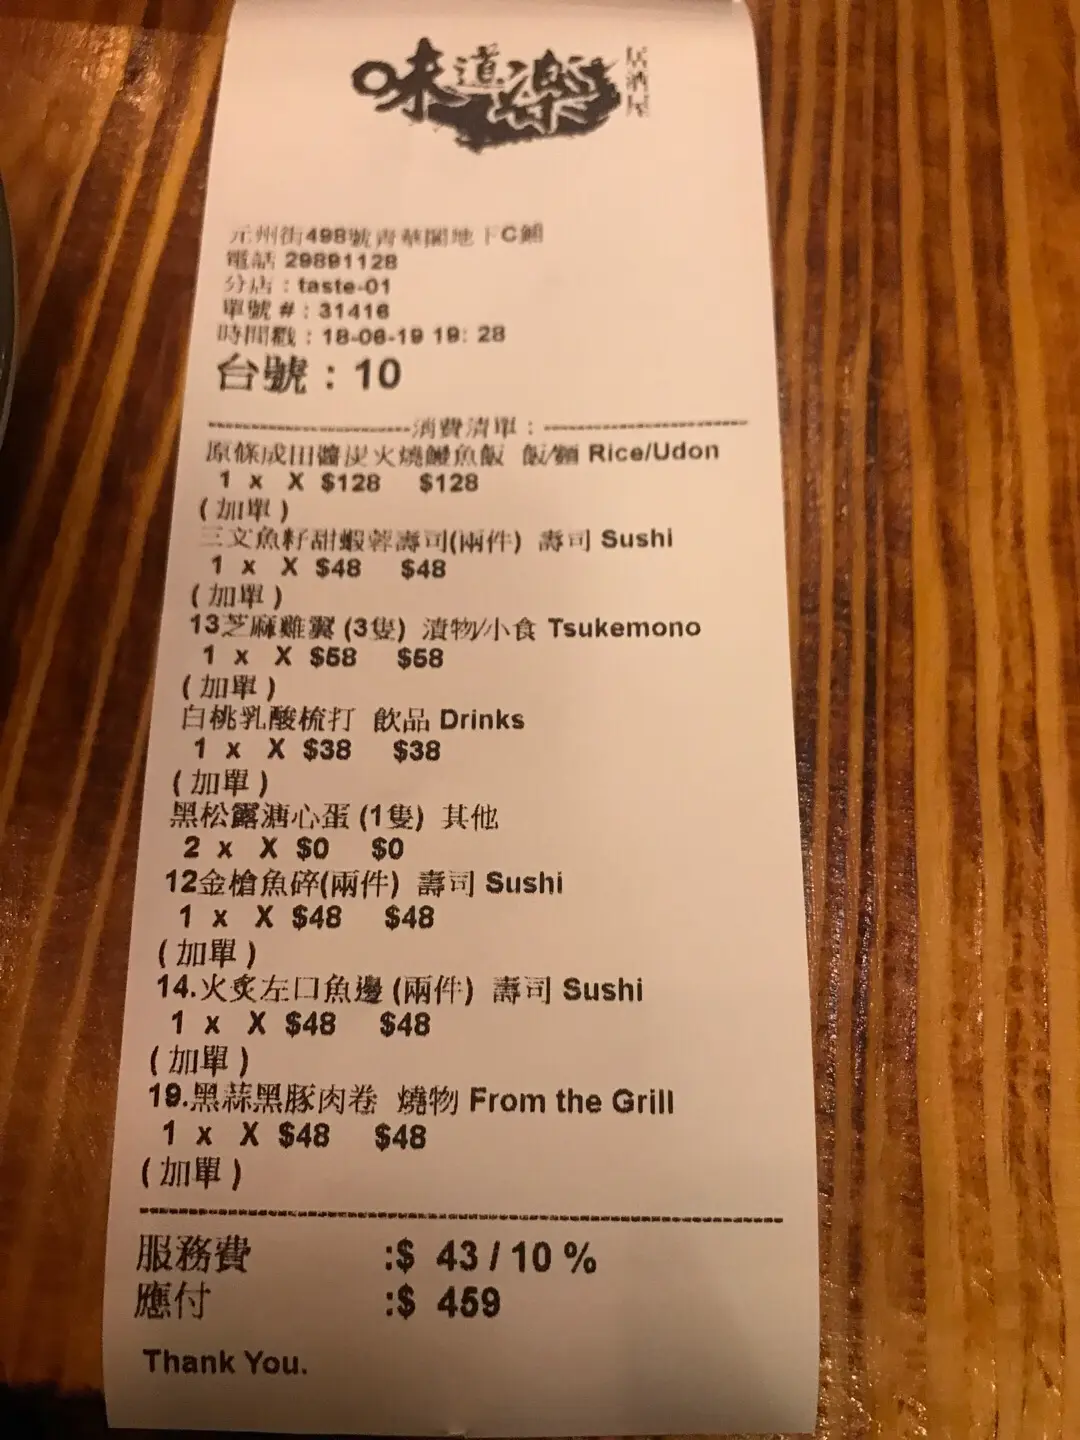 味道樂
居酒屋
元州街498號青華閣地下C鋪
電話 29891128
分店 : taste-01
單號 # : 31416
時間戳 : 18-06-19 19: 28
台號 : 10
--------------------消費清單 : --------------------
原條成田醬炭火燒鰻魚飯 飯/麵 Rice/Udon
1 x X $128 $128
( 加單 )
三文魚籽甜蝦蓉壽司(兩件) 壽司 Sushi
1 x X $48 $48
( 加單 )
13芝麻雞翼 (3隻) 漬物/小食 Tsukemono
1 x X $58 $58
( 加單 )
白桃乳酸梳打 飲品 Drinks
1 x X $38 $38
( 加單 )
黑松露溏心蛋 (1隻) 其他
2 x X $0 $0
12金槍魚碎(兩件) 壽司 Sushi
1 x X $48 $48
( 加單 )
14.火炙左口魚邊 (兩件) 壽司 Sushi
1 x X $48 $48
( 加單 )
19.黑蒜黑豚肉卷 燒物 From the Grill
1 x X $48 $48
( 加單 )
服務費 :$ 43 / 10 %
應付 :$ 459
Thank You.